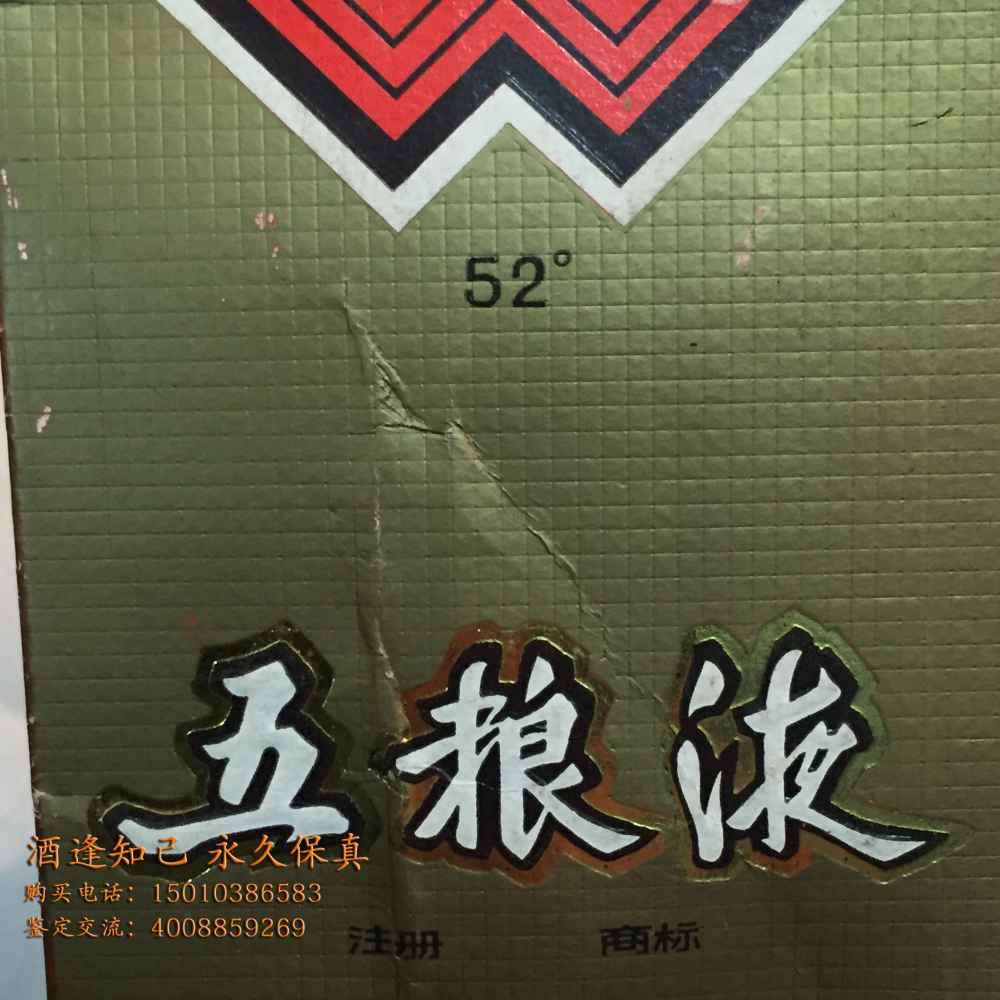 52°
五粮液
酒逢知己 永久保真
购买电话：15010386583
鉴定交流：4008859269
注册 商标